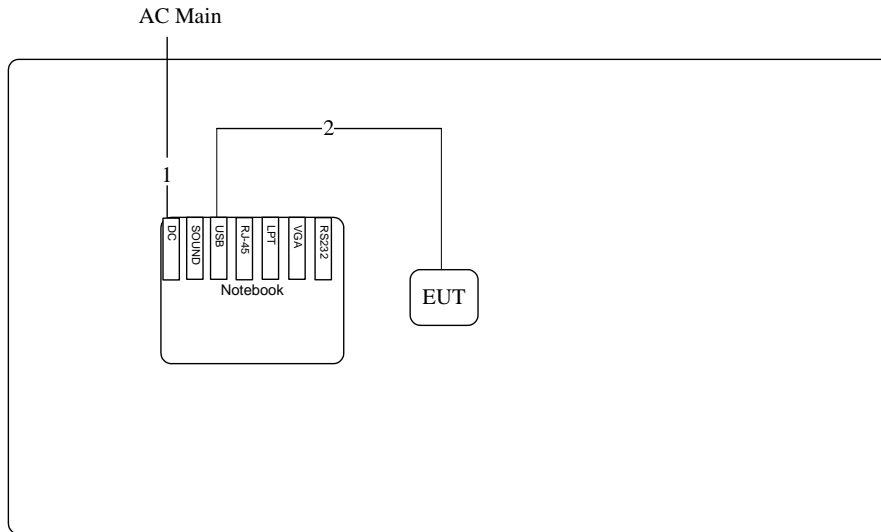 AC Main
2
1
DC
SOUND
USB
RJ-45
LPT
VGA
RS232
Notebook
EUT